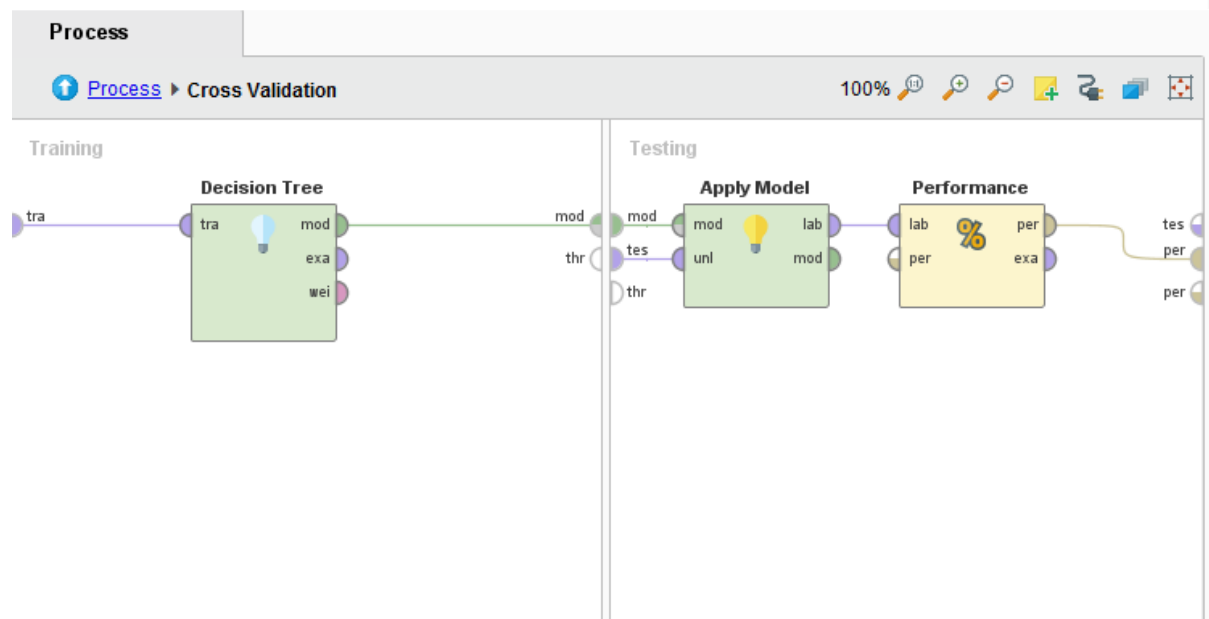 Process
Process Cross Validation 100%
Training Testing
Decision Tree Apply Model Performance
tra tra mod mod mod mod lab lab per tes
exa thr tes unl mod per exa per
wei thr per